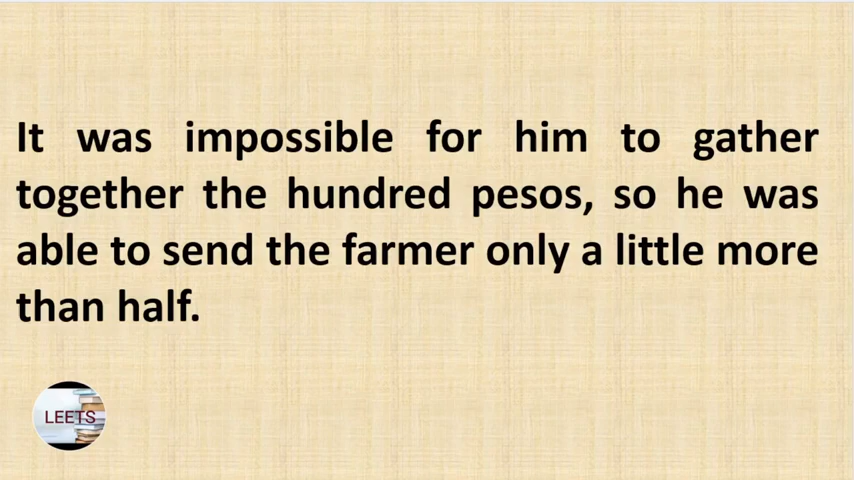 It was impossible for him to gather
together the hundred pesos, so he was
able to send the farmer only a little more
than half.
LEETS